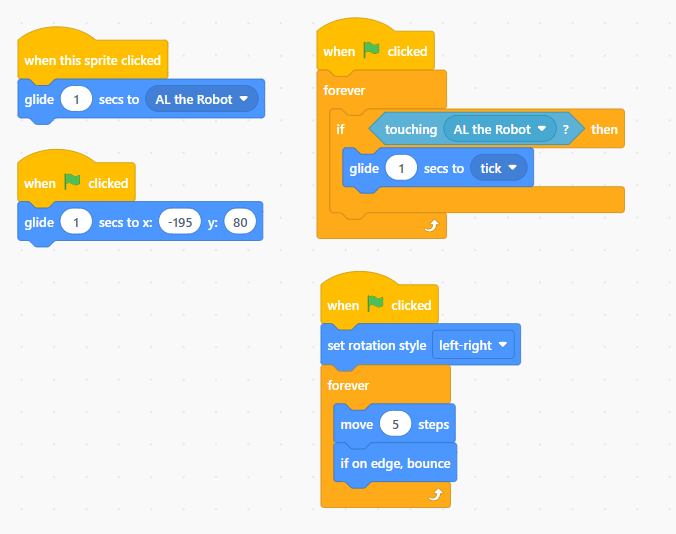 when this sprite clicked
glide 1 secs to AL the Robot
when clicked
glide 1 secs to x: -195 y: 80
when clicked
forever
if touching AL the Robot ? then
glide 1 secs to tick
when clicked
set rotation style left-right
forever
move 5 steps
if on edge, bounce